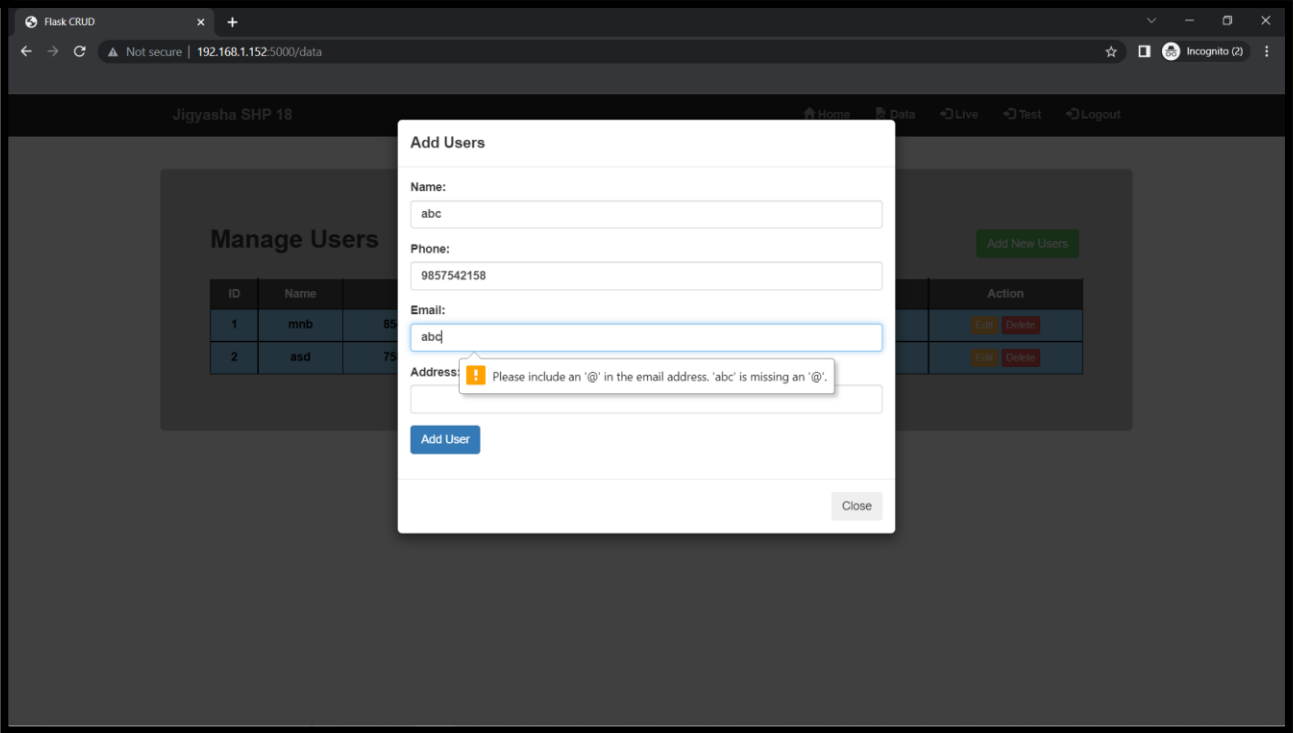 Flask CRUD
Not secure | 192.168.1.152:5000/data
Incognito (2)
Jigyasha SHP 18 Home Data Live Test Logout
Add Users
Name:
abc
Manage Users
Phone:
Add New Users
9857542158
ID Name Action
Email:
1 mnb 85 Edit Delete
abc
2 asd 75 Edit Delete
Address:
Please include an '@' in the email address. 'abc' is missing an '@'.
Add User
Close